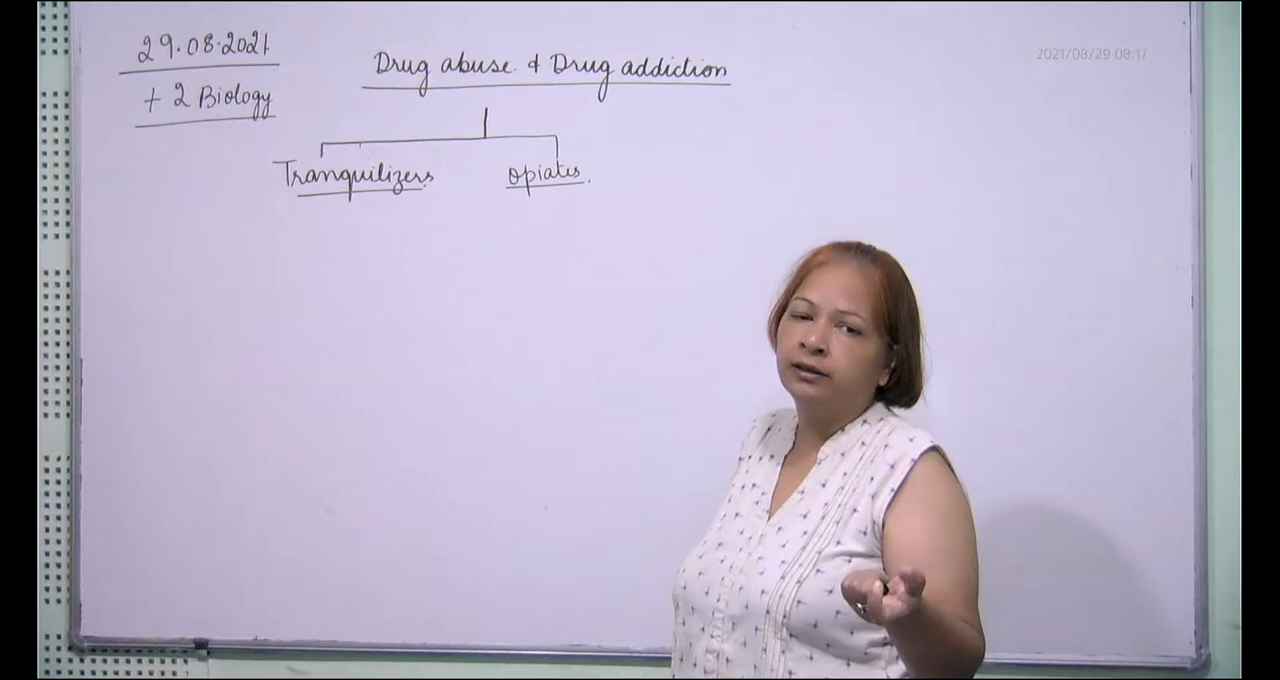 29.08.2021
+2 Biology
Drug abuse. & Drug addiction
Tranquilizers opiates.
2021/08/29 08:17